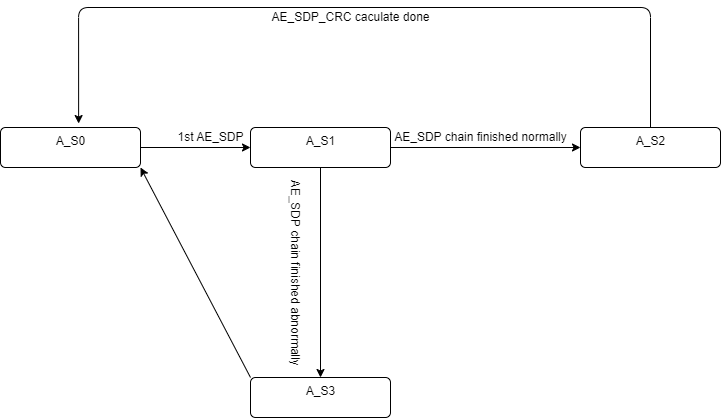 AE_SDP_CRC caculate done
A_S0
1st AE_SDP
A_S1
AE_SDP chain finished normally
A_S2
AE_SDP chain finished abnormally
A_S3